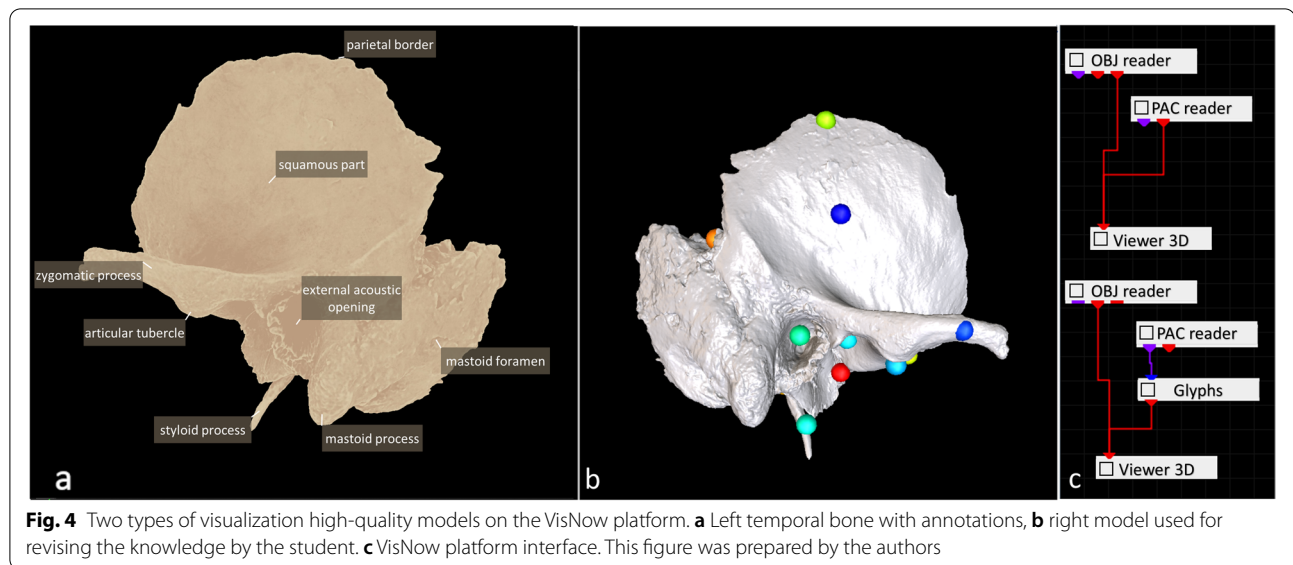 parietal border
squamous part
zygomatic process
external acoustic
opening
articular tubercle
mastoid foramen
styloid process
mastoid process
a
b
OBJ reader
PAC reader
Viewer 3D
OBJ reader
PAC reader
Glyphs
Viewer 3D
c
Fig. 4 Two types of visualization high-quality models on the VisNow platform. a Left temporal bone with annotations, b right model used for
revising the knowledge by the student. c VisNow platform interface. This figure was prepared by the authors